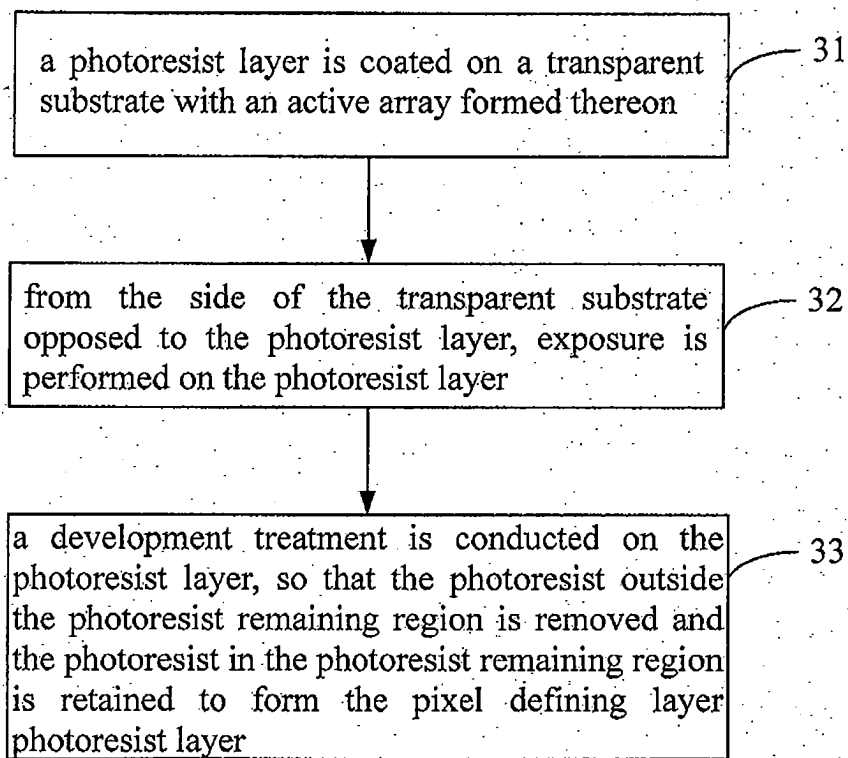 a photoresist layer is coated on a transparent
substrate with an active array formed thereon
31
from the side of the transparent substrate
opposed to the photoresist layer, exposure is
performed on the photoresist layer
32
a development treatment is conducted on the
photoresist layer, so that the photoresist outside
the photoresist remaining region is removed and
the photoresist in the photoresist remaining region
is retained to form the pixel defining layer
photoresist layer
33